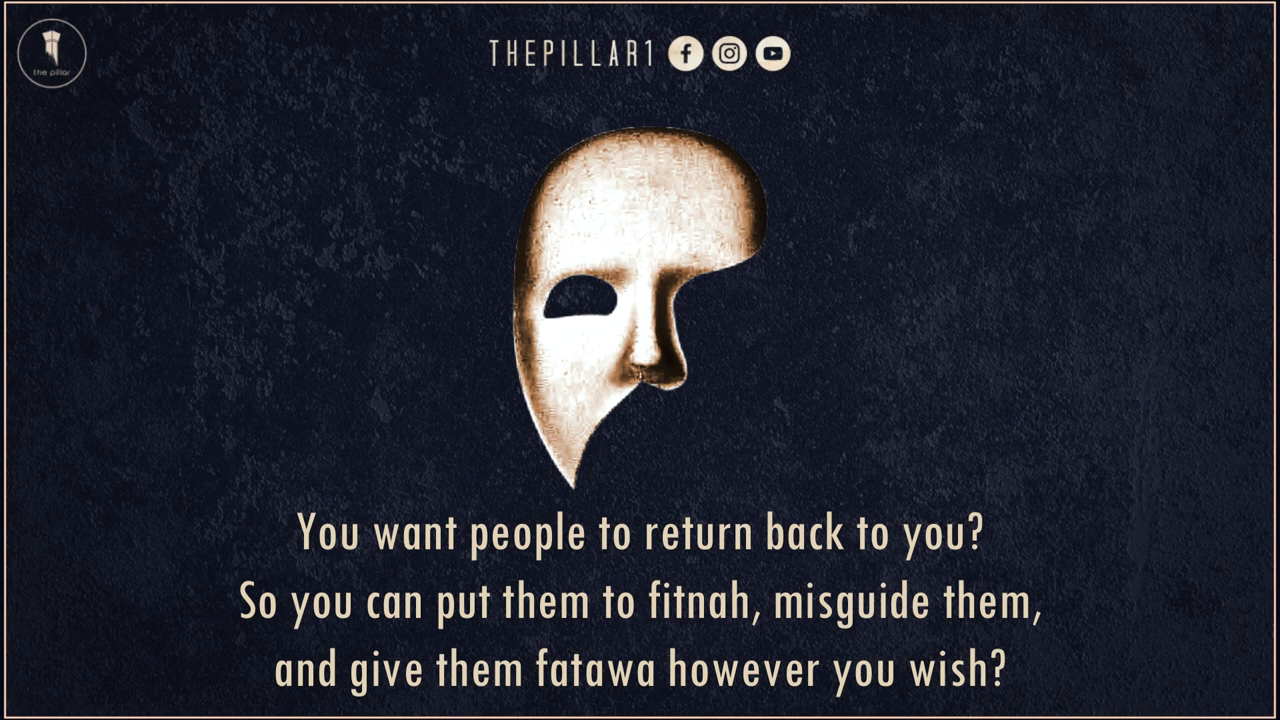 the pillar
THEPILLAR1
You want people to return back to you?
So you can put them to fitnah, misguide them,
and give them fatawa however you wish?